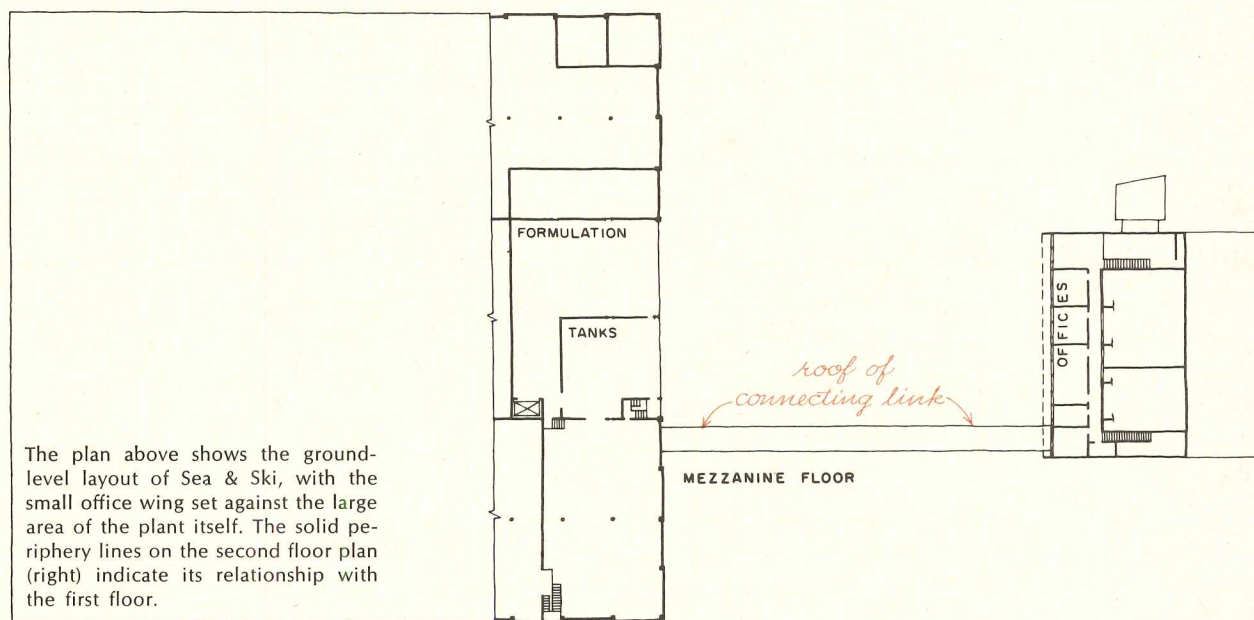 FORMULATION
TANKS
OFFICES
roof of
connecting link
MEZZANINE FLOOR
The plan above shows the ground-
level layout of Sea & Ski, with the
small office wing set against the large
area of the plant itself. The solid pe-
riphery lines on the second floor plan
(right) indicate its relationship with
the first floor.